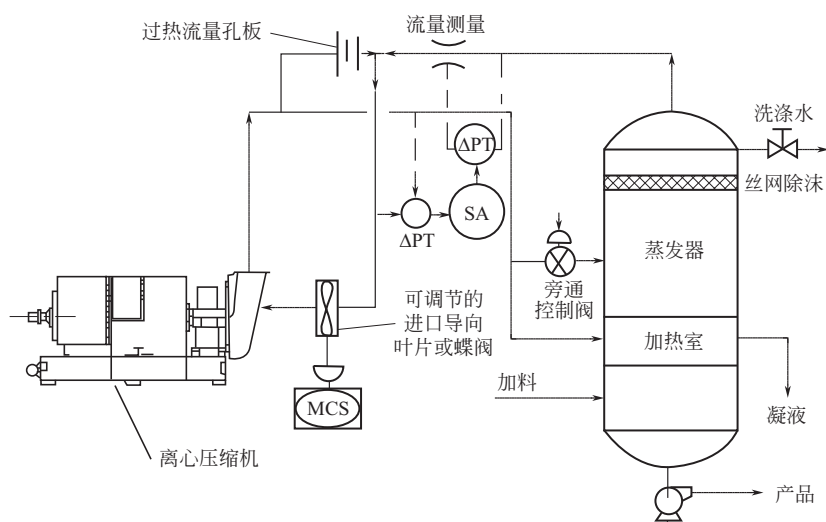 过热流量孔板
流量测量
洗涤水
ΔPT
丝网除沫
SA
ΔPT
蒸发器
旁通
控制阀
可调节的
进口导向
叶片或蝶阀
加热室
加料
MCS
凝液
离心压缩机
产品